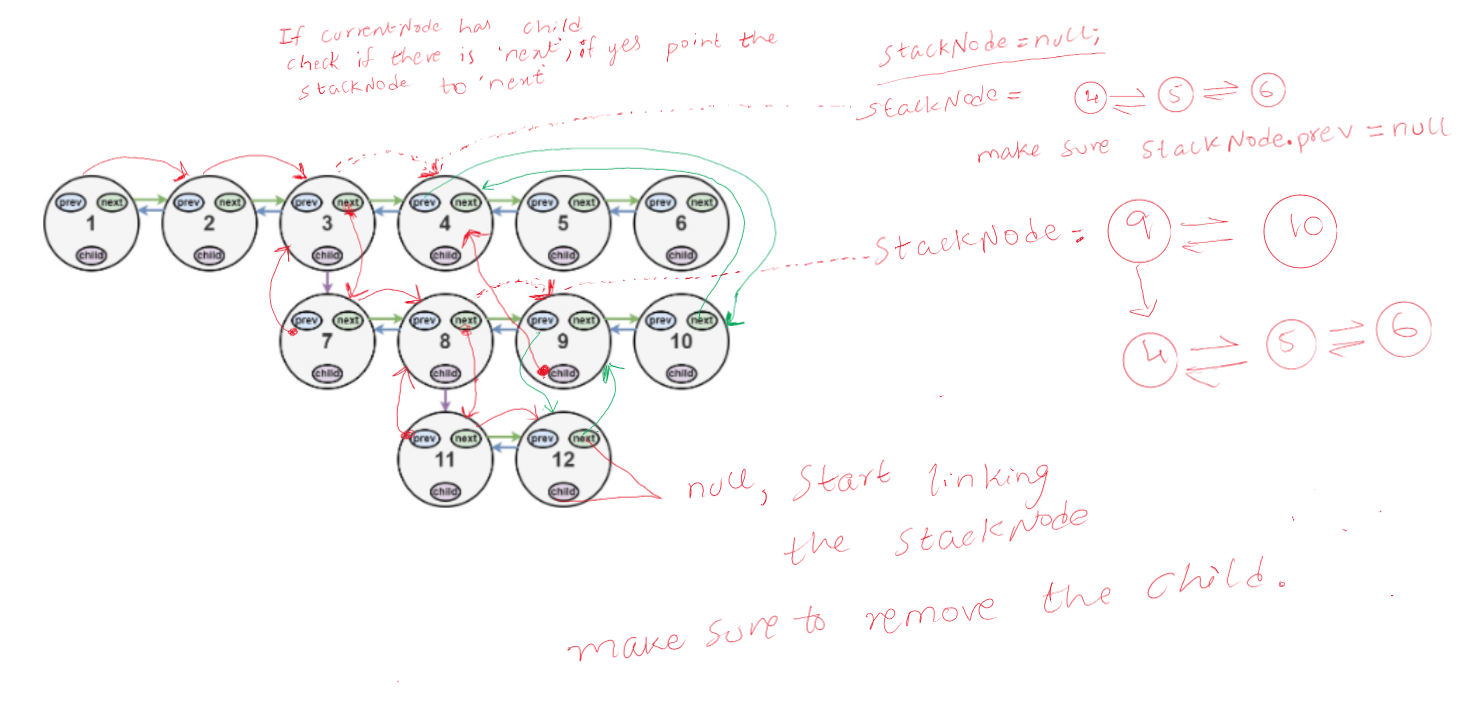 If currentNode has child
check if there is 'next', if yes point the
stackNode to 'next'
stackNode = null;
stackNode = 4 5 6
make sure stackNode.prev = null
prev next prev next prev next prev next prev next prev next
1 2 3 4 5 6
child child child child child child
stackNode = 9 10
4 5 6
prev next prev next prev next prev next
7 8 9 10
child child child child
prev next prev next
11 12
child child
null, Start linking
the stackNode
make sure to remove the child.